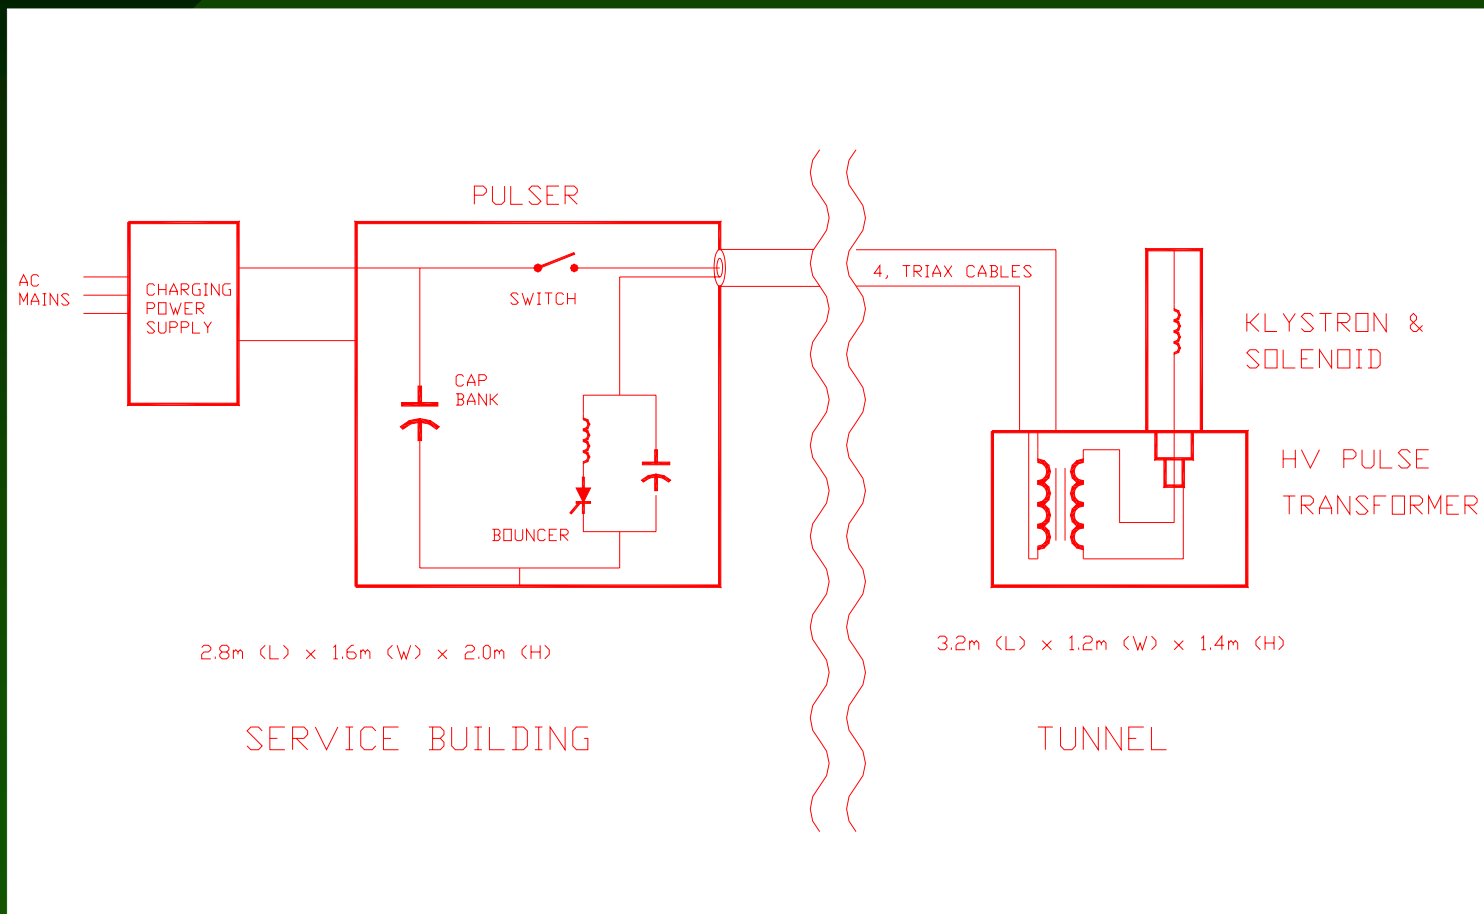 PULSER
AC
MAINS
CHARGING
POWER
SUPPLY
SWITCH
CAP
BANK
BOUNCER
4, TRIAX CABLES
KLYSTRON &
SOLENOID
HV PULSE
TRANSFORMER
2.8m (L) x 1.6m (W) x 2.0m (H)
3.2m (L) x 1.2m (W) x 1.4m (H)
SERVICE BUILDING
TUNNEL